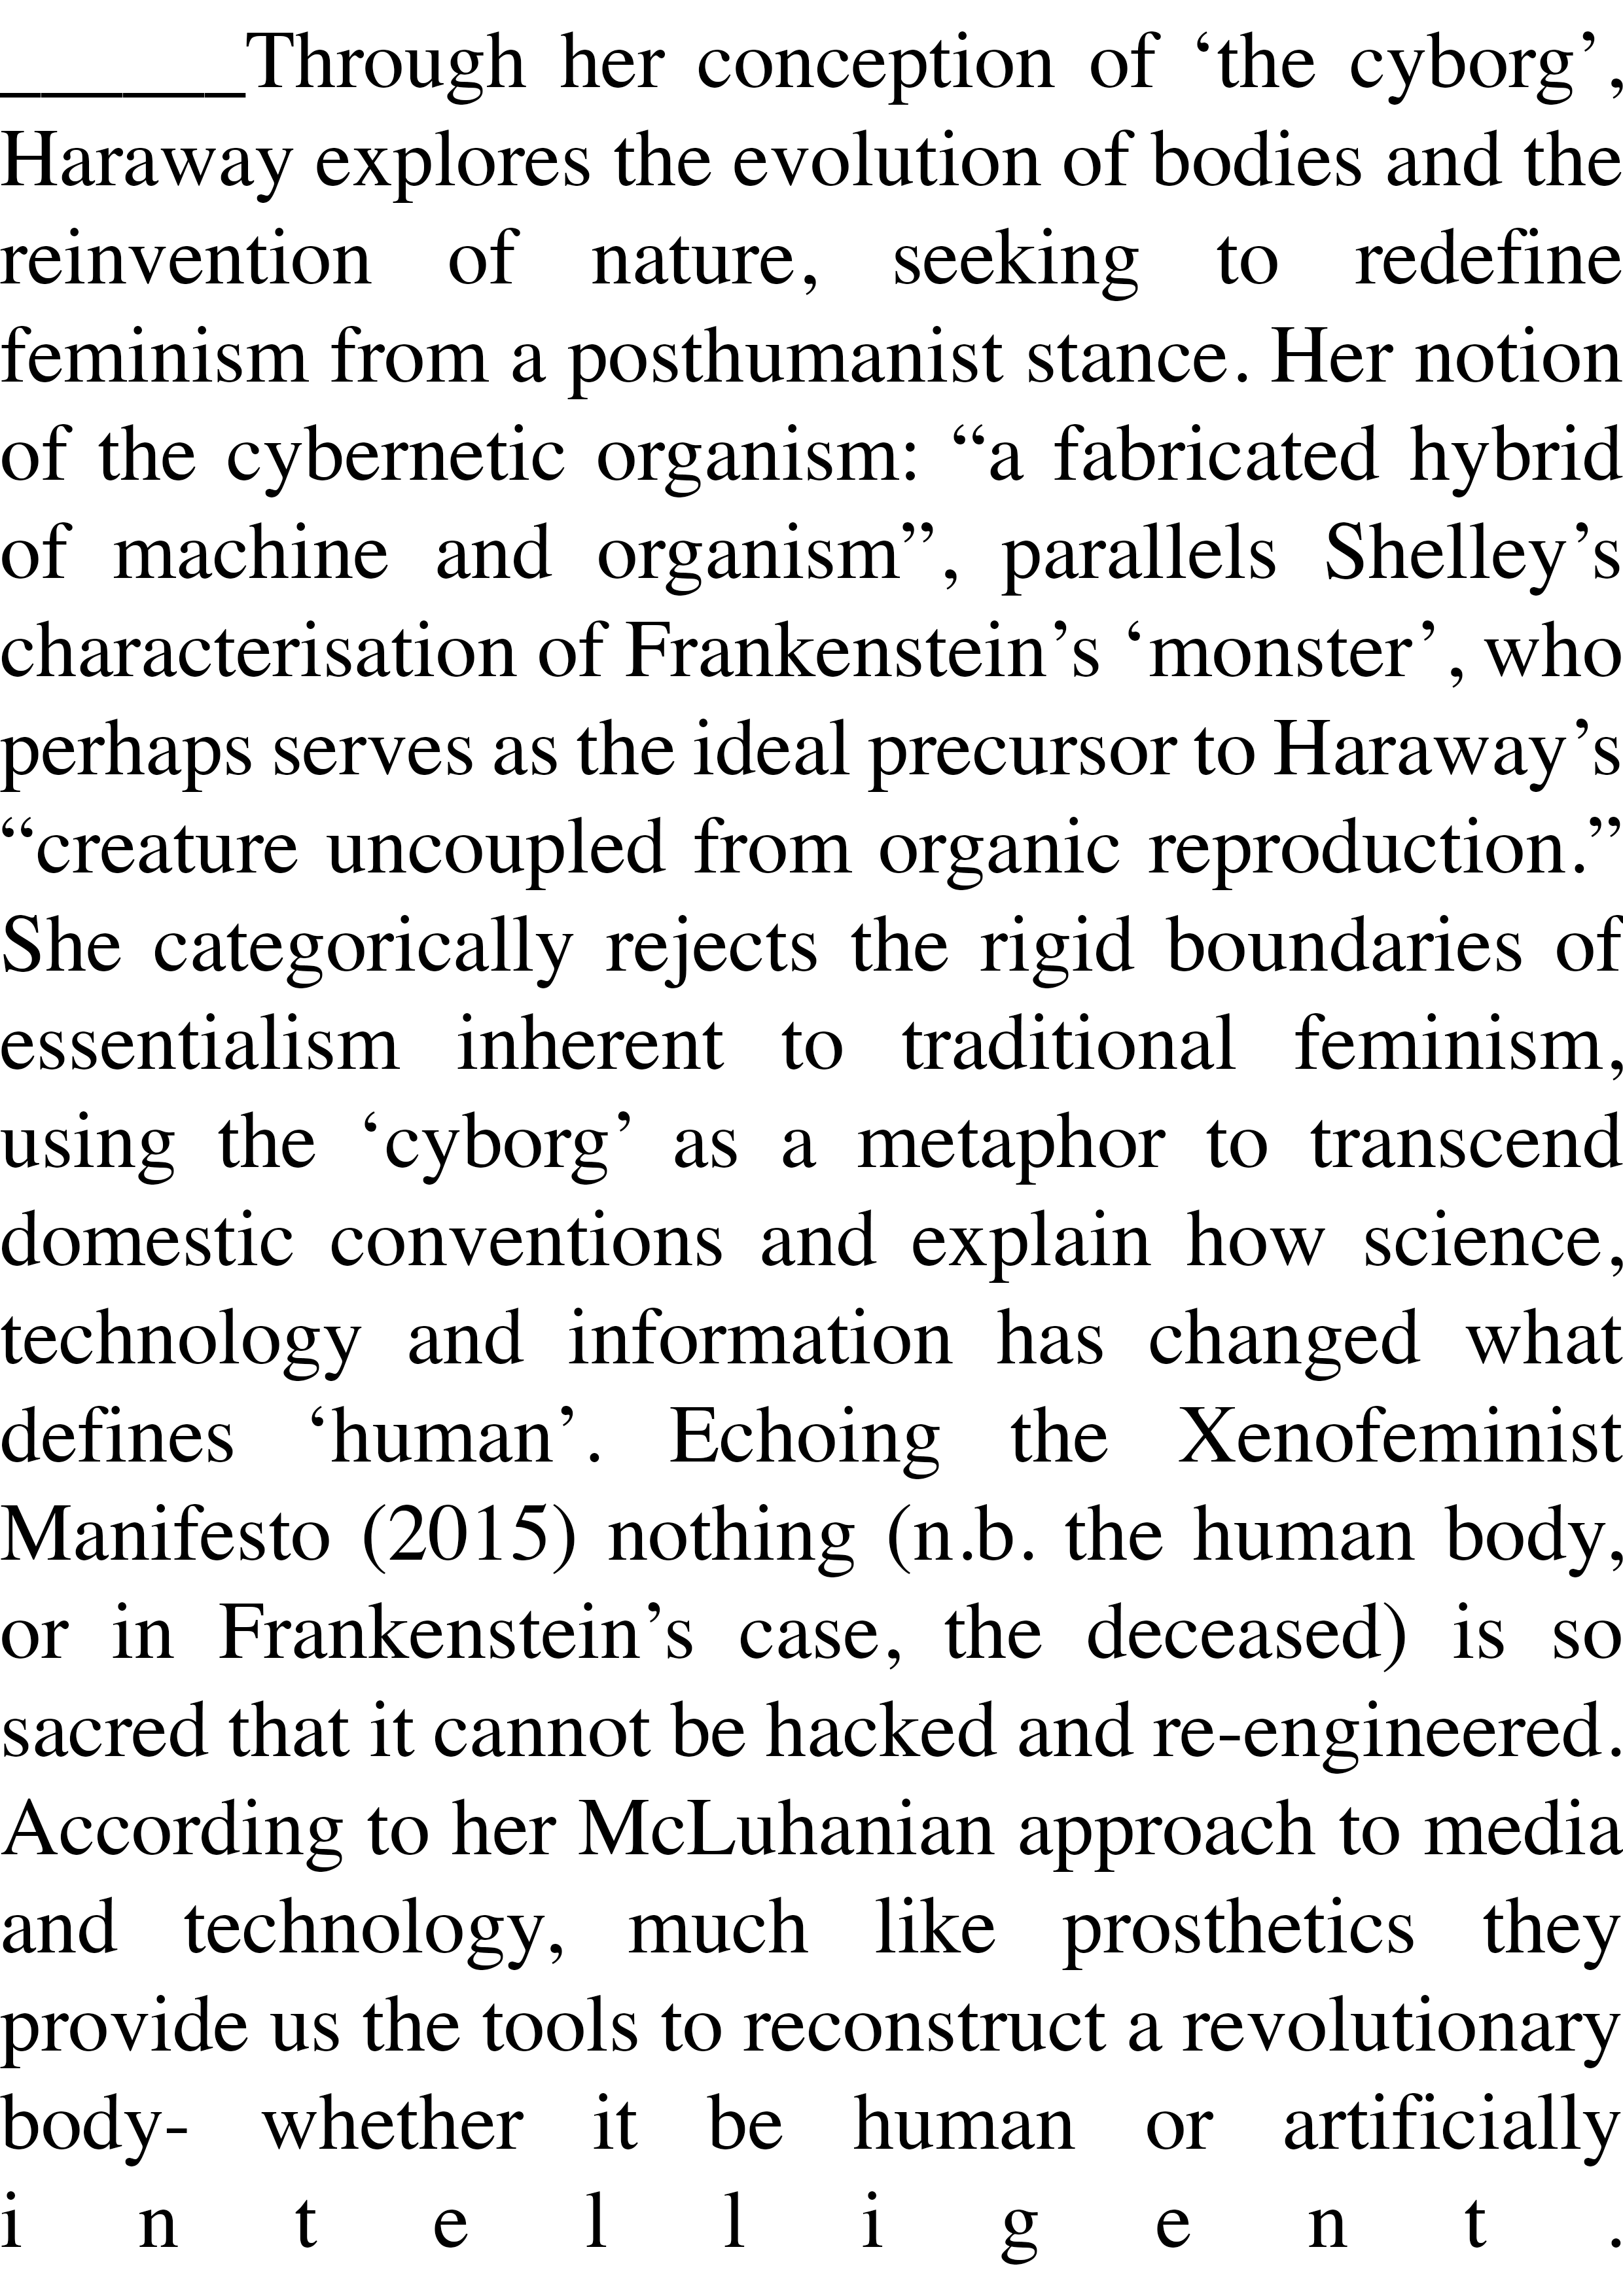 ______Through her conception of ‘the cyborg’,
Haraway explores the evolution of bodies and the
reinvention of nature, seeking to redefine
feminism from a posthumanist stance. Her notion
of the cybernetic organism: “a fabricated hybrid
of machine and organism”, parallels Shelley’s
characterisation of Frankenstein’s ‘monster’, who
perhaps serves as the ideal precursor to Haraway’s
“creature uncoupled from organic reproduction.”
She categorically rejects the rigid boundaries of
essentialism inherent to traditional feminism,
using the ‘cyborg’ as a metaphor to transcend
domestic conventions and explain how science,
technology and information has changed what
defines ‘human’. Echoing the Xenofeminist
Manifesto (2015) nothing (n.b. the human body,
or in Frankenstein’s case, the deceased) is so
sacred that it cannot be hacked and re-engineered.
According to her McLuhanian approach to media
and technology, much like prosthetics they
provide us the tools to reconstruct a revolutionary
body- whether it be human or artificially
i n t e l l i g e n t .